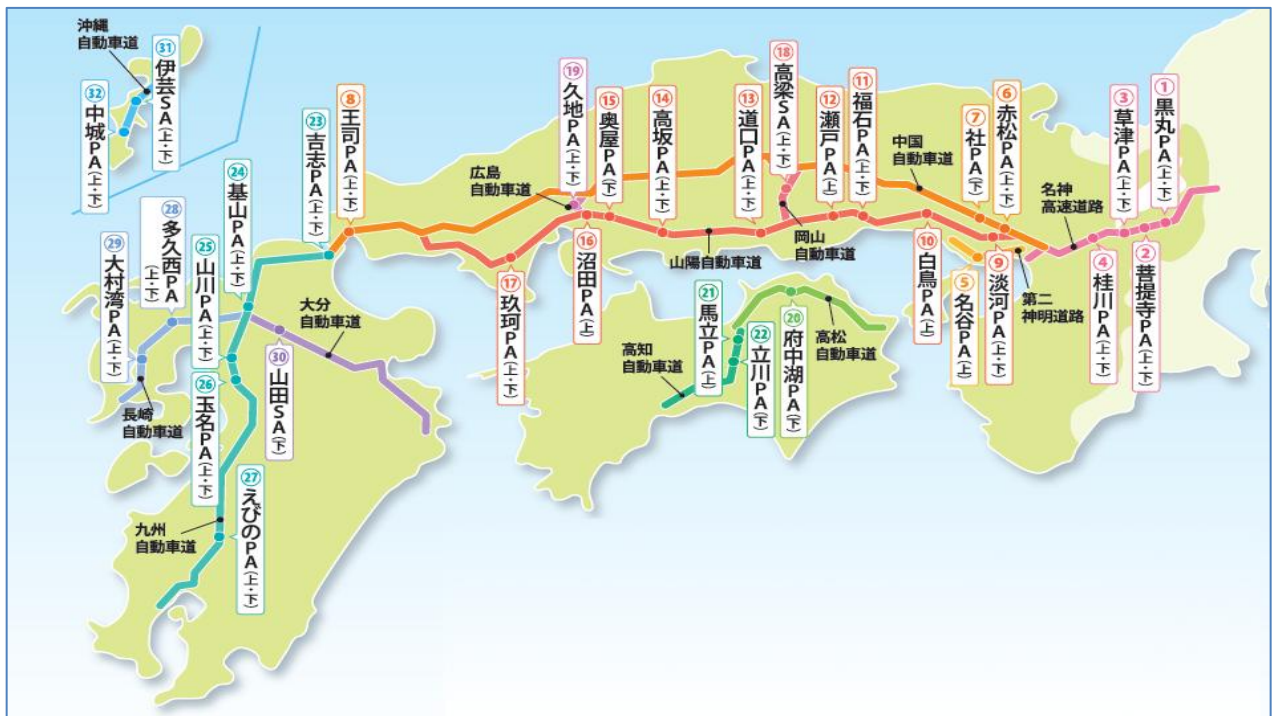 沖縄
自動車道
㉛伊芸SA(上・下)
㉜中城PA(上・下)
㉓吉志PA(上・下)
⑧王司PA(上・下)
広島
自動車道
⑲久地PA(上・下)
⑮奥屋PA(下)
⑭高坂PA(上・下)
⑬道口PA(上・下)
⑱高梁SA(上・下)
⑫瀬戸PA(上)
⑪福石PA(上・下)
中国
自動車道
⑦社PA(下)
⑥赤松PA(上・下)
名神
高速道路
③草津PA(上・下)
①黒丸PA(上・下)
㉔基山PA(上・下)
㉘多久西PA
(上・下)
㉙大村湾PA(上・下)
㉕山川PA(上・下)
大分
自動車道
㉖玉名PA(上・下)
㉚山田SA(下)
長崎
自動車道
㉗えびのPA(上・下)
九州
自動車道
⑰玖珂PA(上・下)
⑯沼田PA(上)
山陽自動車道
岡山
自動車道
⑩白鳥PA(上)
⑤名谷PA(上)
⑨淡河PA(上・下)
第二
神明道路
④桂川PA(上・下)
②菩提寺PA(上・下)
高知
自動車道
㉑馬立PA(上)
㉒立川PA(下)
⑳府中湖PA(下)
高松
自動車道